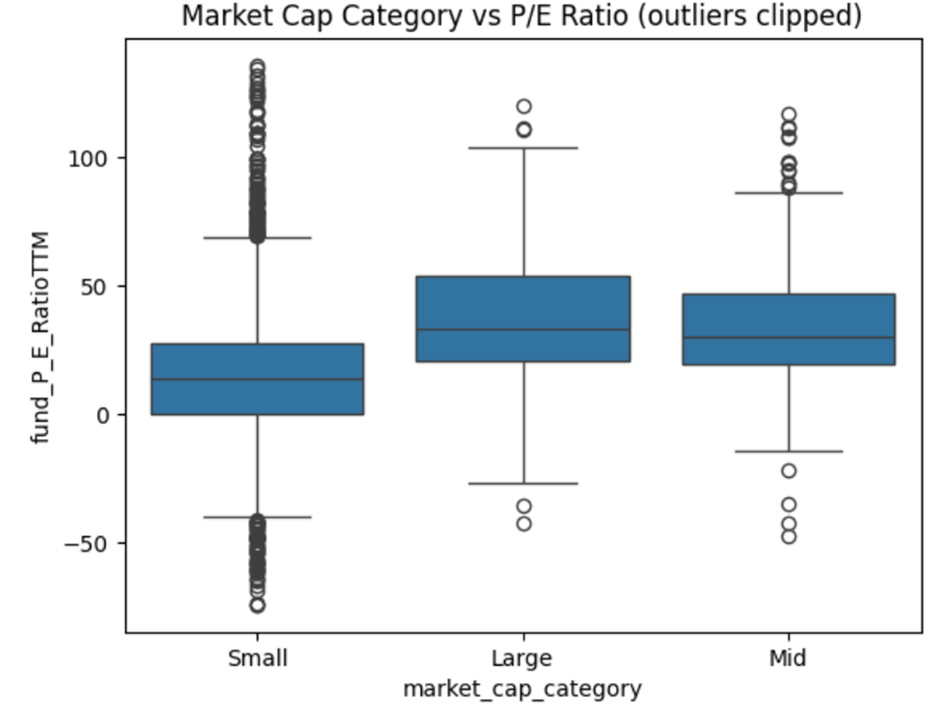 Market Cap Category vs P/E Ratio (outliers clipped)
fund_P_E_RatioTTM
100
50
0
−50
Small
Large
Mid
market_cap_category